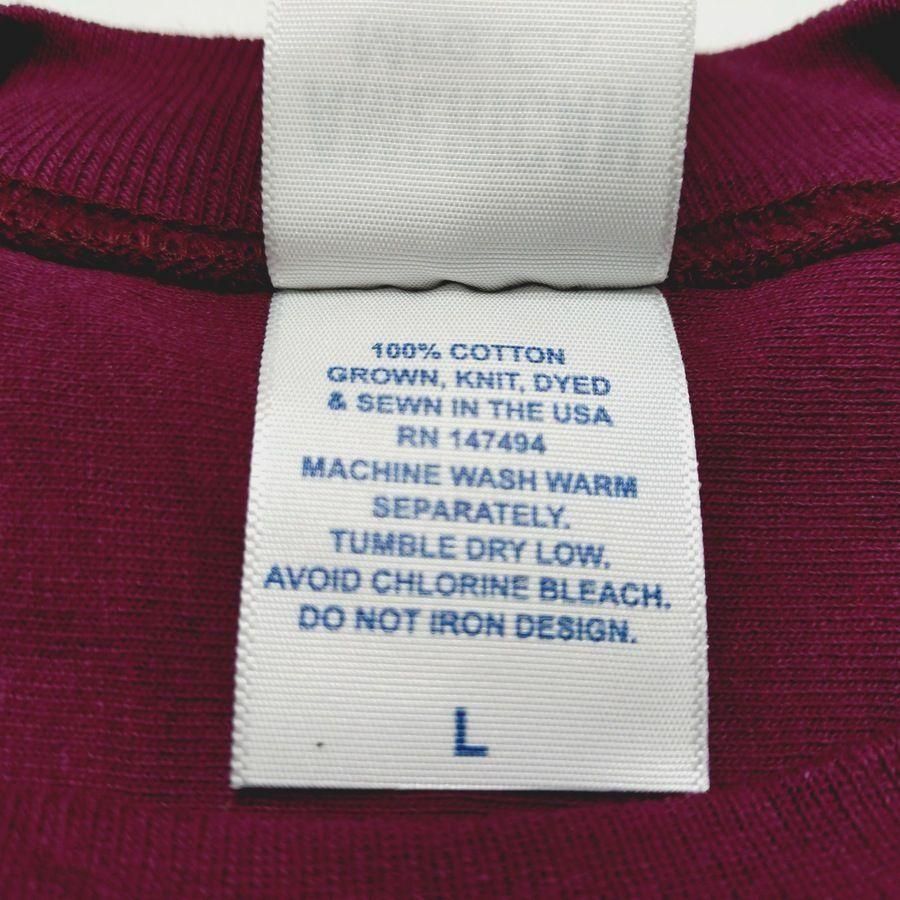 100% COTTON
GROWN, KNIT, DYED
& SEWN IN THE USA
RN 147494
MACHINE WASH WARM
SEPARATELY.
TUMBLE DRY LOW.
AVOID CHLORINE BLEACH.
DO NOT IRON DESIGN.
L